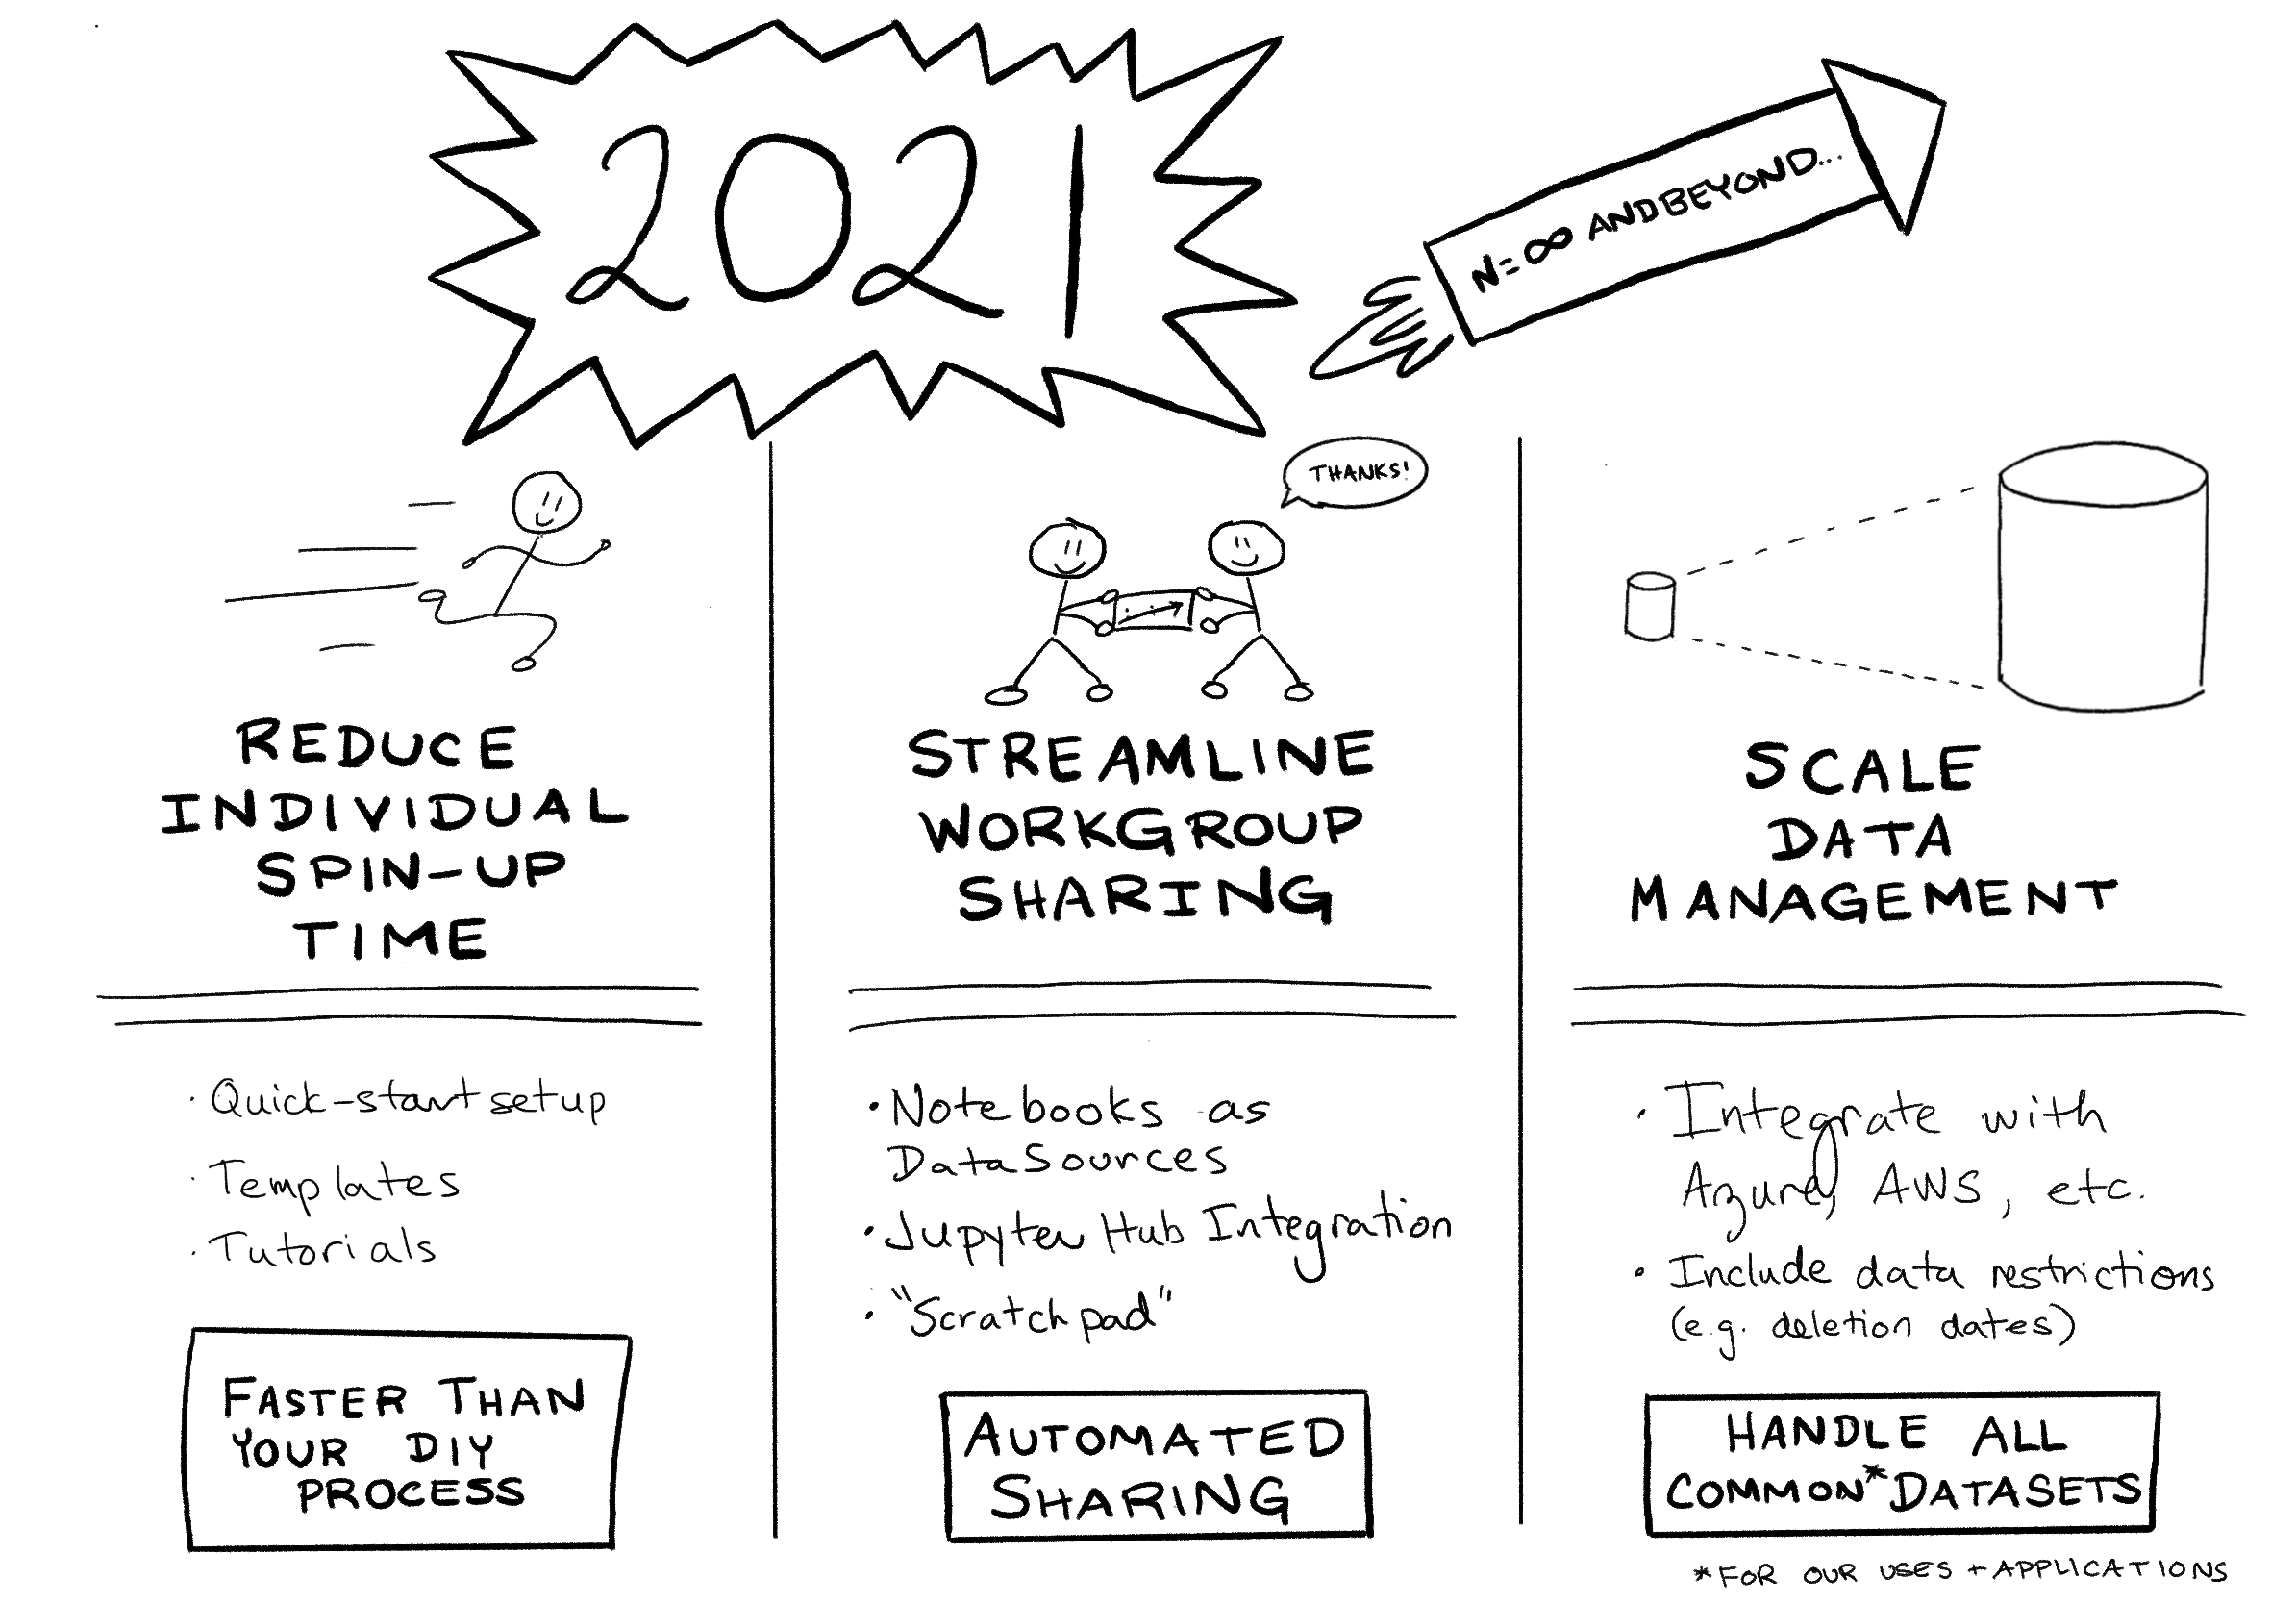 2021
N=∞ AND BEYOND...
THANKS!
REDUCE
INDIVIDUAL
SPIN-UP
TIME
· Quick-start setup
· Templates
· Tutorials
FASTER THAN
YOUR DIY
PROCESS
STREAMLINE
WORKGROUP
SHARING
· Notebooks as
Data Sources
· Jupyter Hub Integration
· "Scratch pad"
AUTOMATED
SHARING
SCALE
DATA
MANAGEMENT
· Integrate with
Azure, AWS, etc.
· Include data restrictions
(e.g. deletion dates)
HANDLE ALL
COMMON* DATASETS
*FOR OUR USES + APPLICATIONS